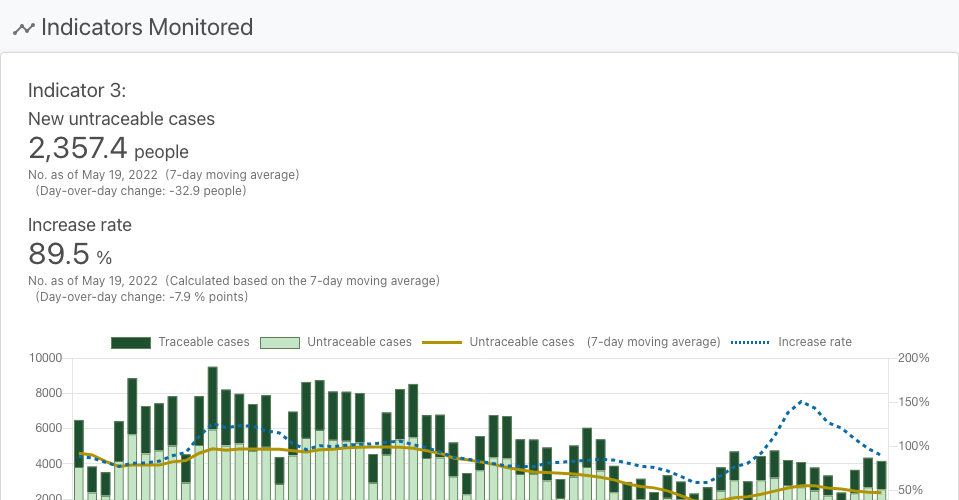 Indicators Monitored
Indicator 3:
New untraceable cases
2,357.4 people
No. as of May 19, 2022 (7-day moving average)
(Day-over-day change: -32.9 people)
Increase rate
89.5 %
No. as of May 19, 2022 (Calculated based on the 7-day moving average)
(Day-over-day change: -7.9 % points)
Traceable cases Untraceable cases Untraceable cases (7-day moving average) Increase rate
10000 200%
8000
150%
6000
100%
4000
50%
2000